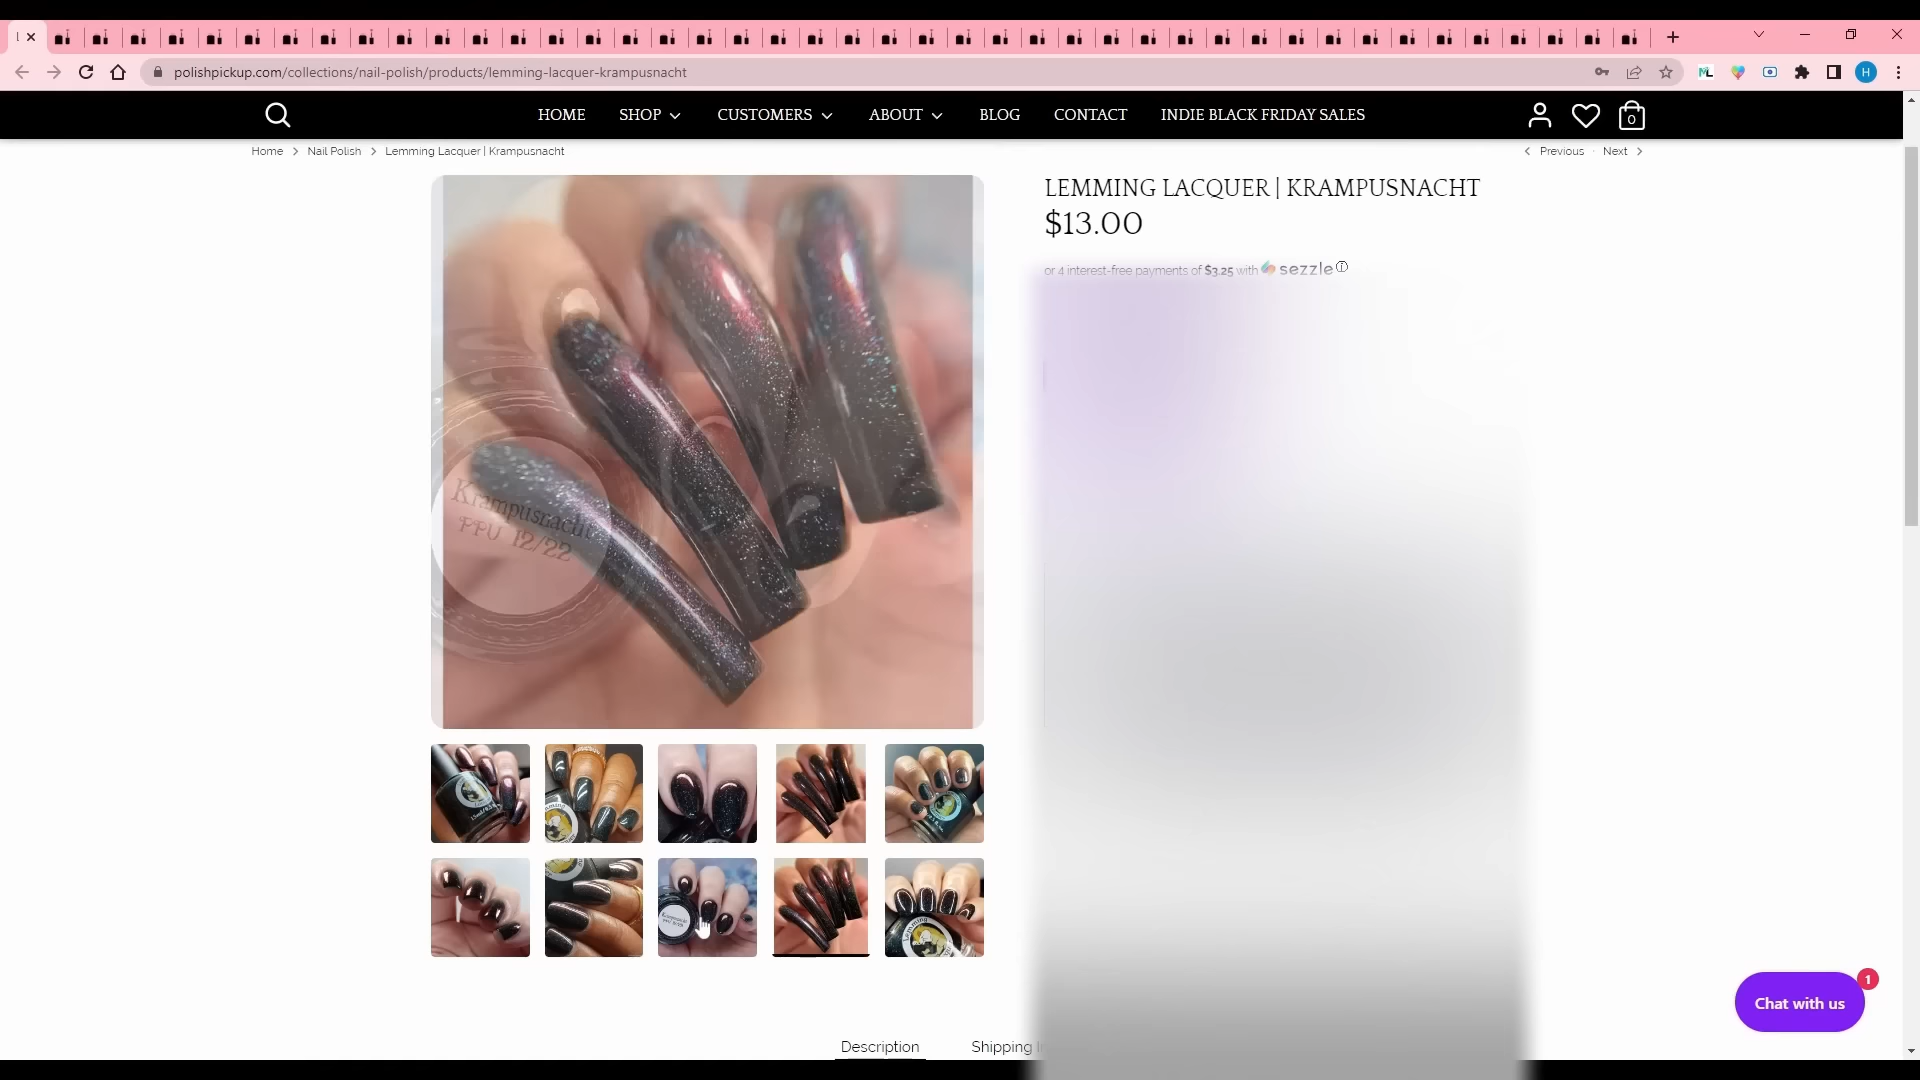 polishpickup.com/collections/nail-polish/products/lemming-lacquer-krampusnacht
H
HOME
SHOP
CUSTOMERS
ABOUT
BLOG
CONTACT
INDIE BLACK FRIDAY SALES
0
Home > Nail Polish > Lemming Lacquer | Krampusnacht
< Previous · Next >
LEMMING LACQUER | KRAMPUSNACHT
$13.00
or 4 interest-free payments of $3.25 with sezzle
Krampusnacht
PPU 12/22
Description
Shipping
Chat with us
1